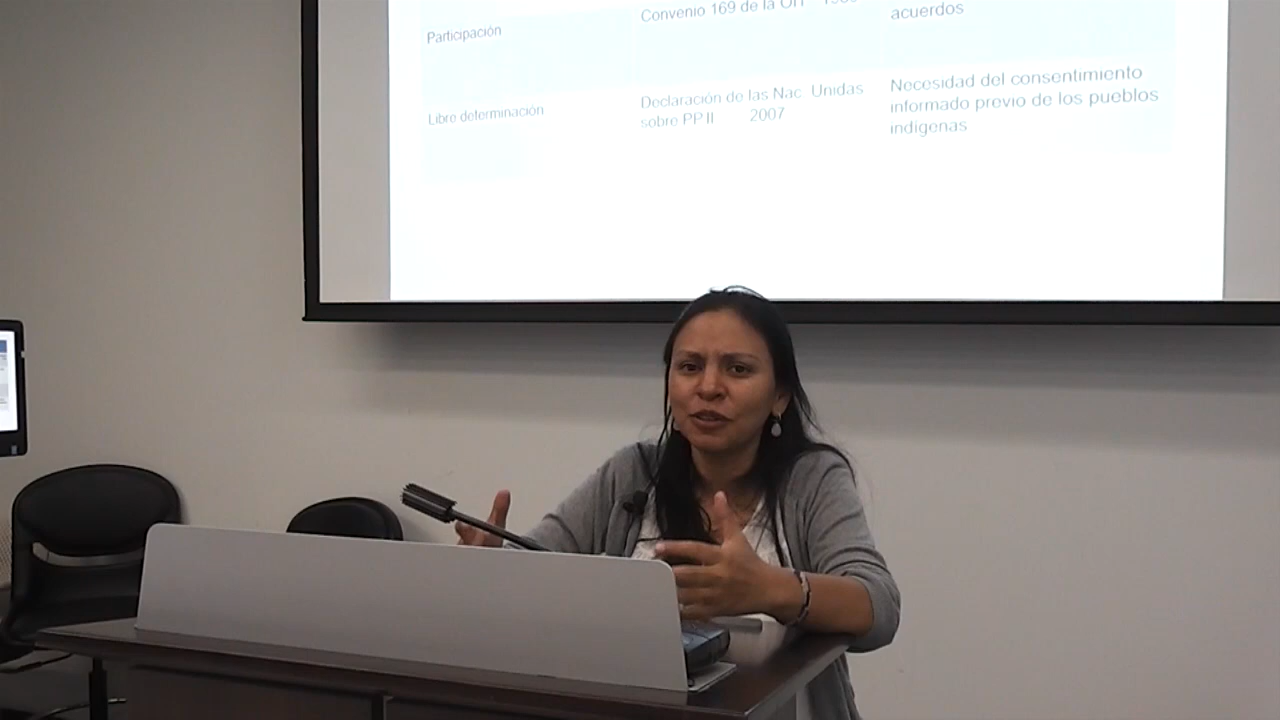 Participación
Convenio 169 de la OIT
acuerdos
Libre determinación
Declaración de las Nac. Unidas
sobre PP II 2007
Necesidad del consentimiento
informado previo de los pueblos
indígenas